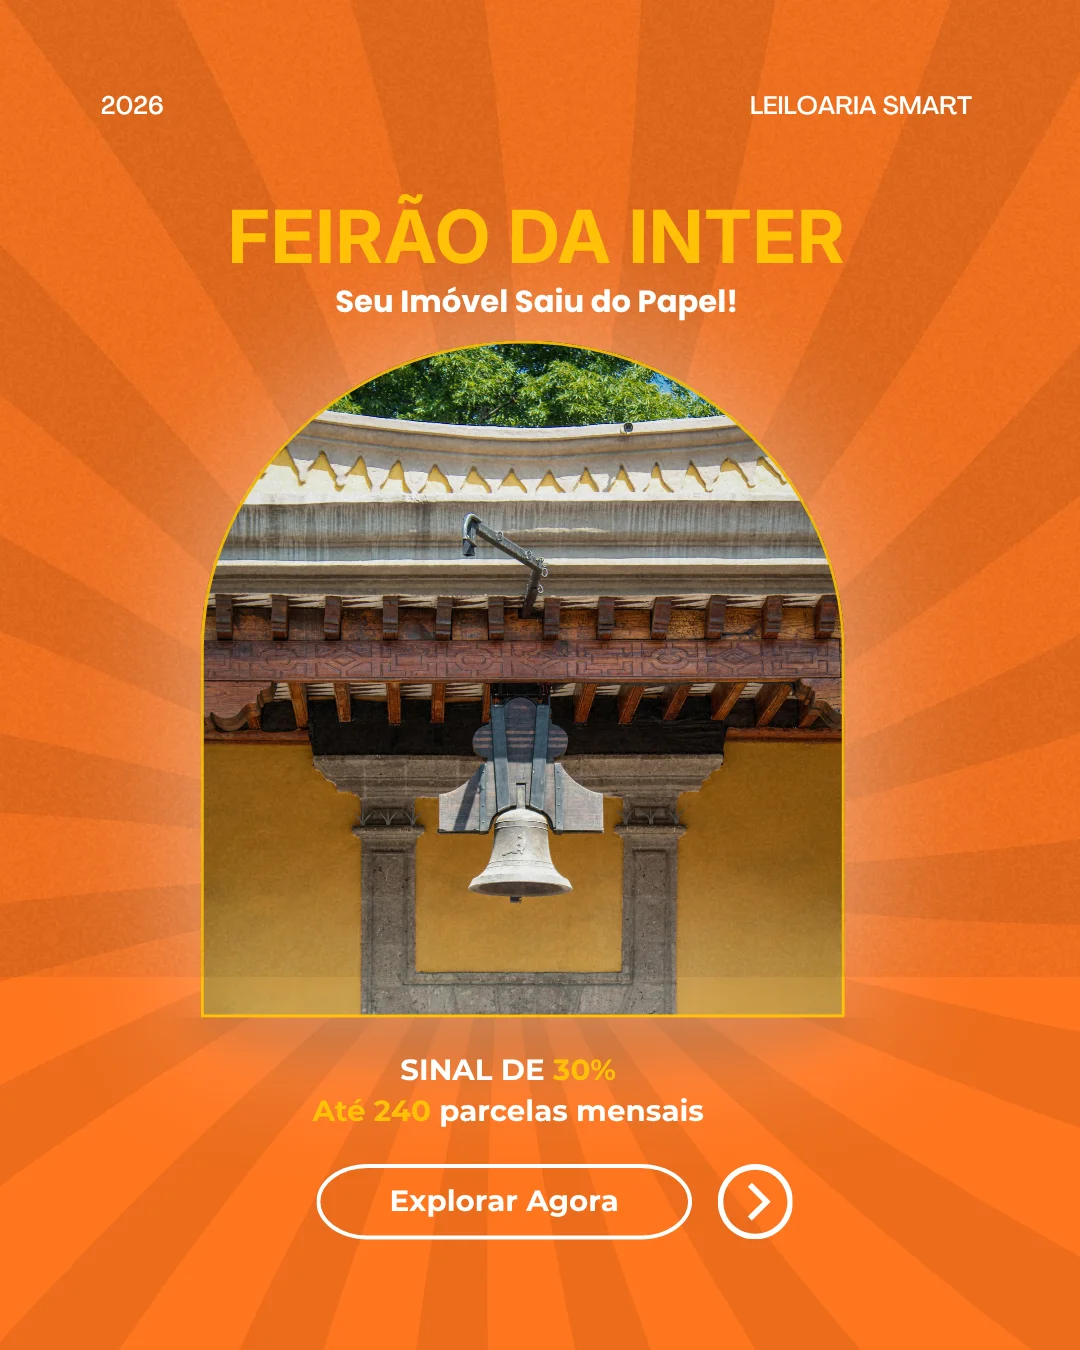 2026
LEILOARIA SMART
FEIRÃO DA INTER
Seu Imóvel Saiu do Papel!
SINAL DE 30%
Até 240 parcelas mensais
Explorar Agora